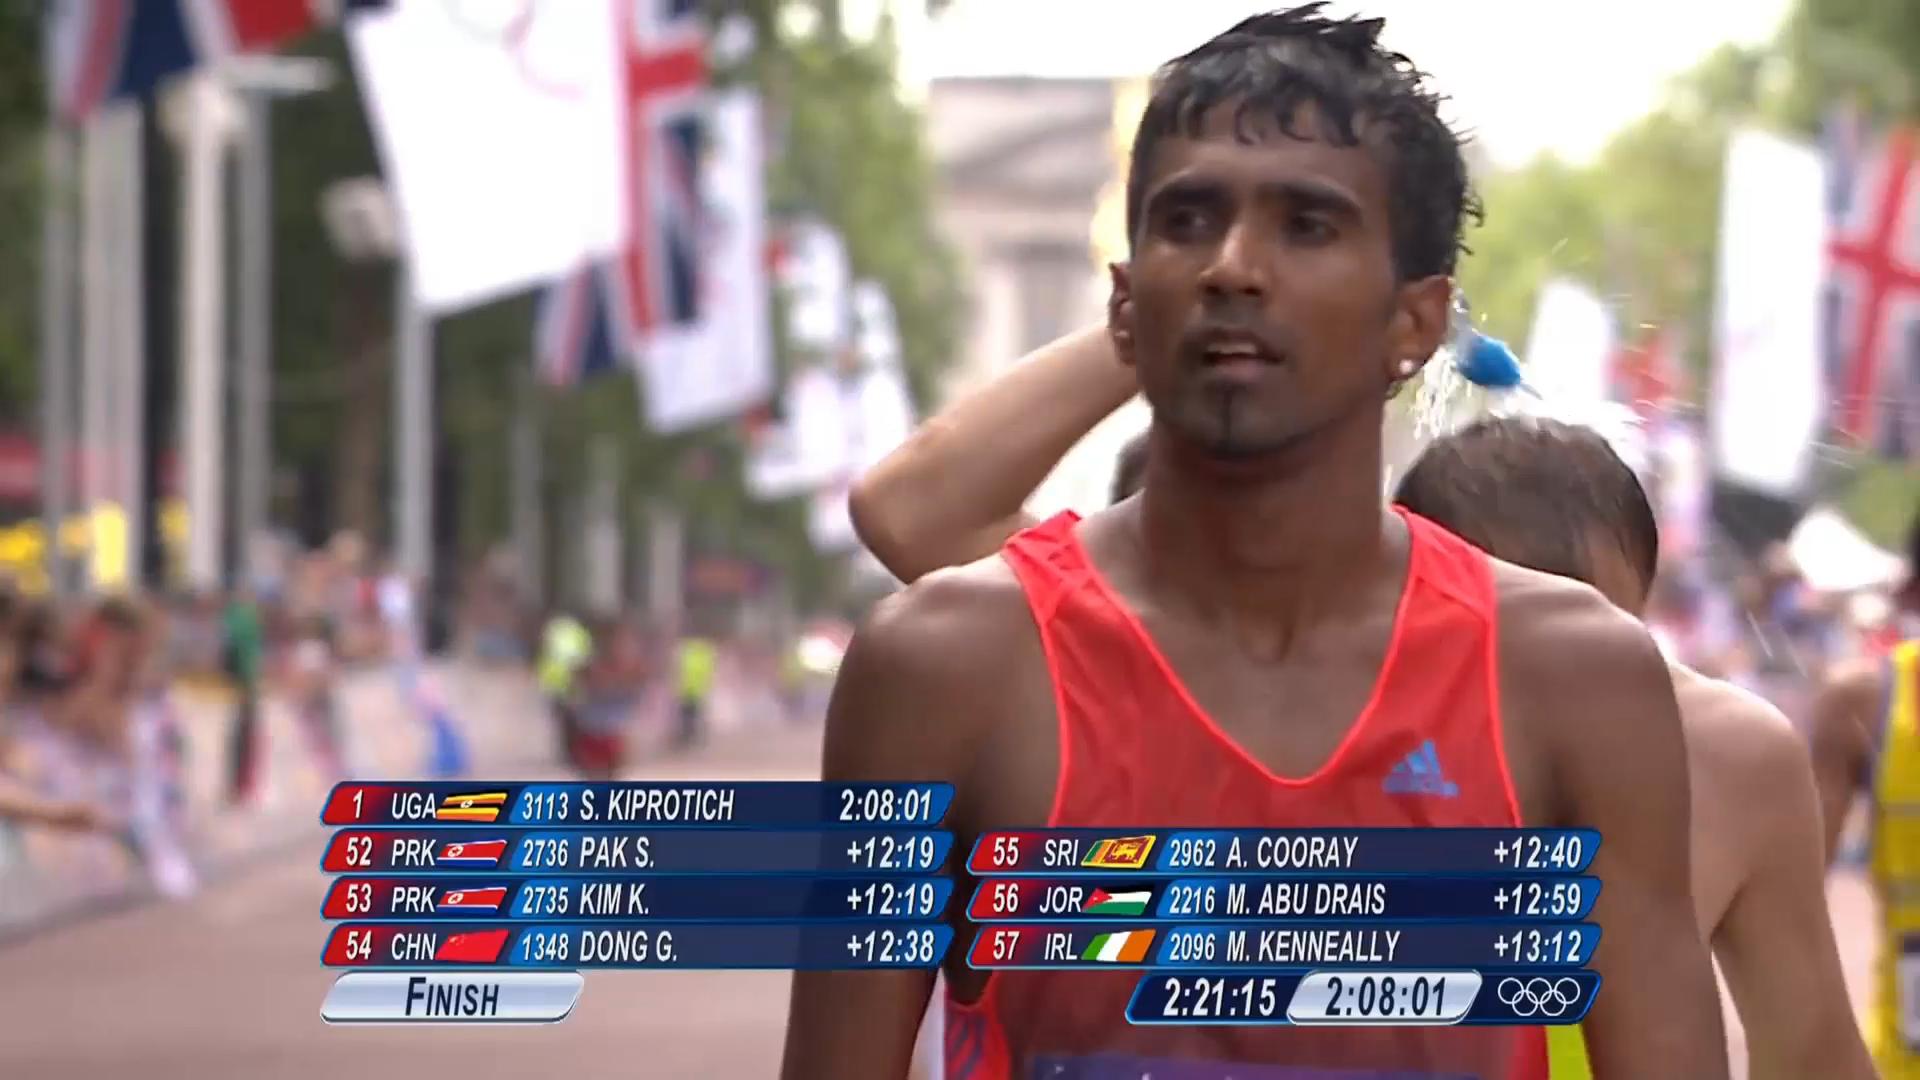 1 UGA 3113 S. KIPROTICH 2:08:01
52 PRK 2736 PAK S. +12:19
53 PRK 2735 KIM K. +12:19
54 CHN 1348 DONG G. +12:38
55 SRI 2962 A. COORAY +12:40
56 JOR 2216 M. ABU DRAIS +12:59
57 IRL 2096 M. KENNEALLY +13:12
FINISH
2:21:15 2:08:01
adidas